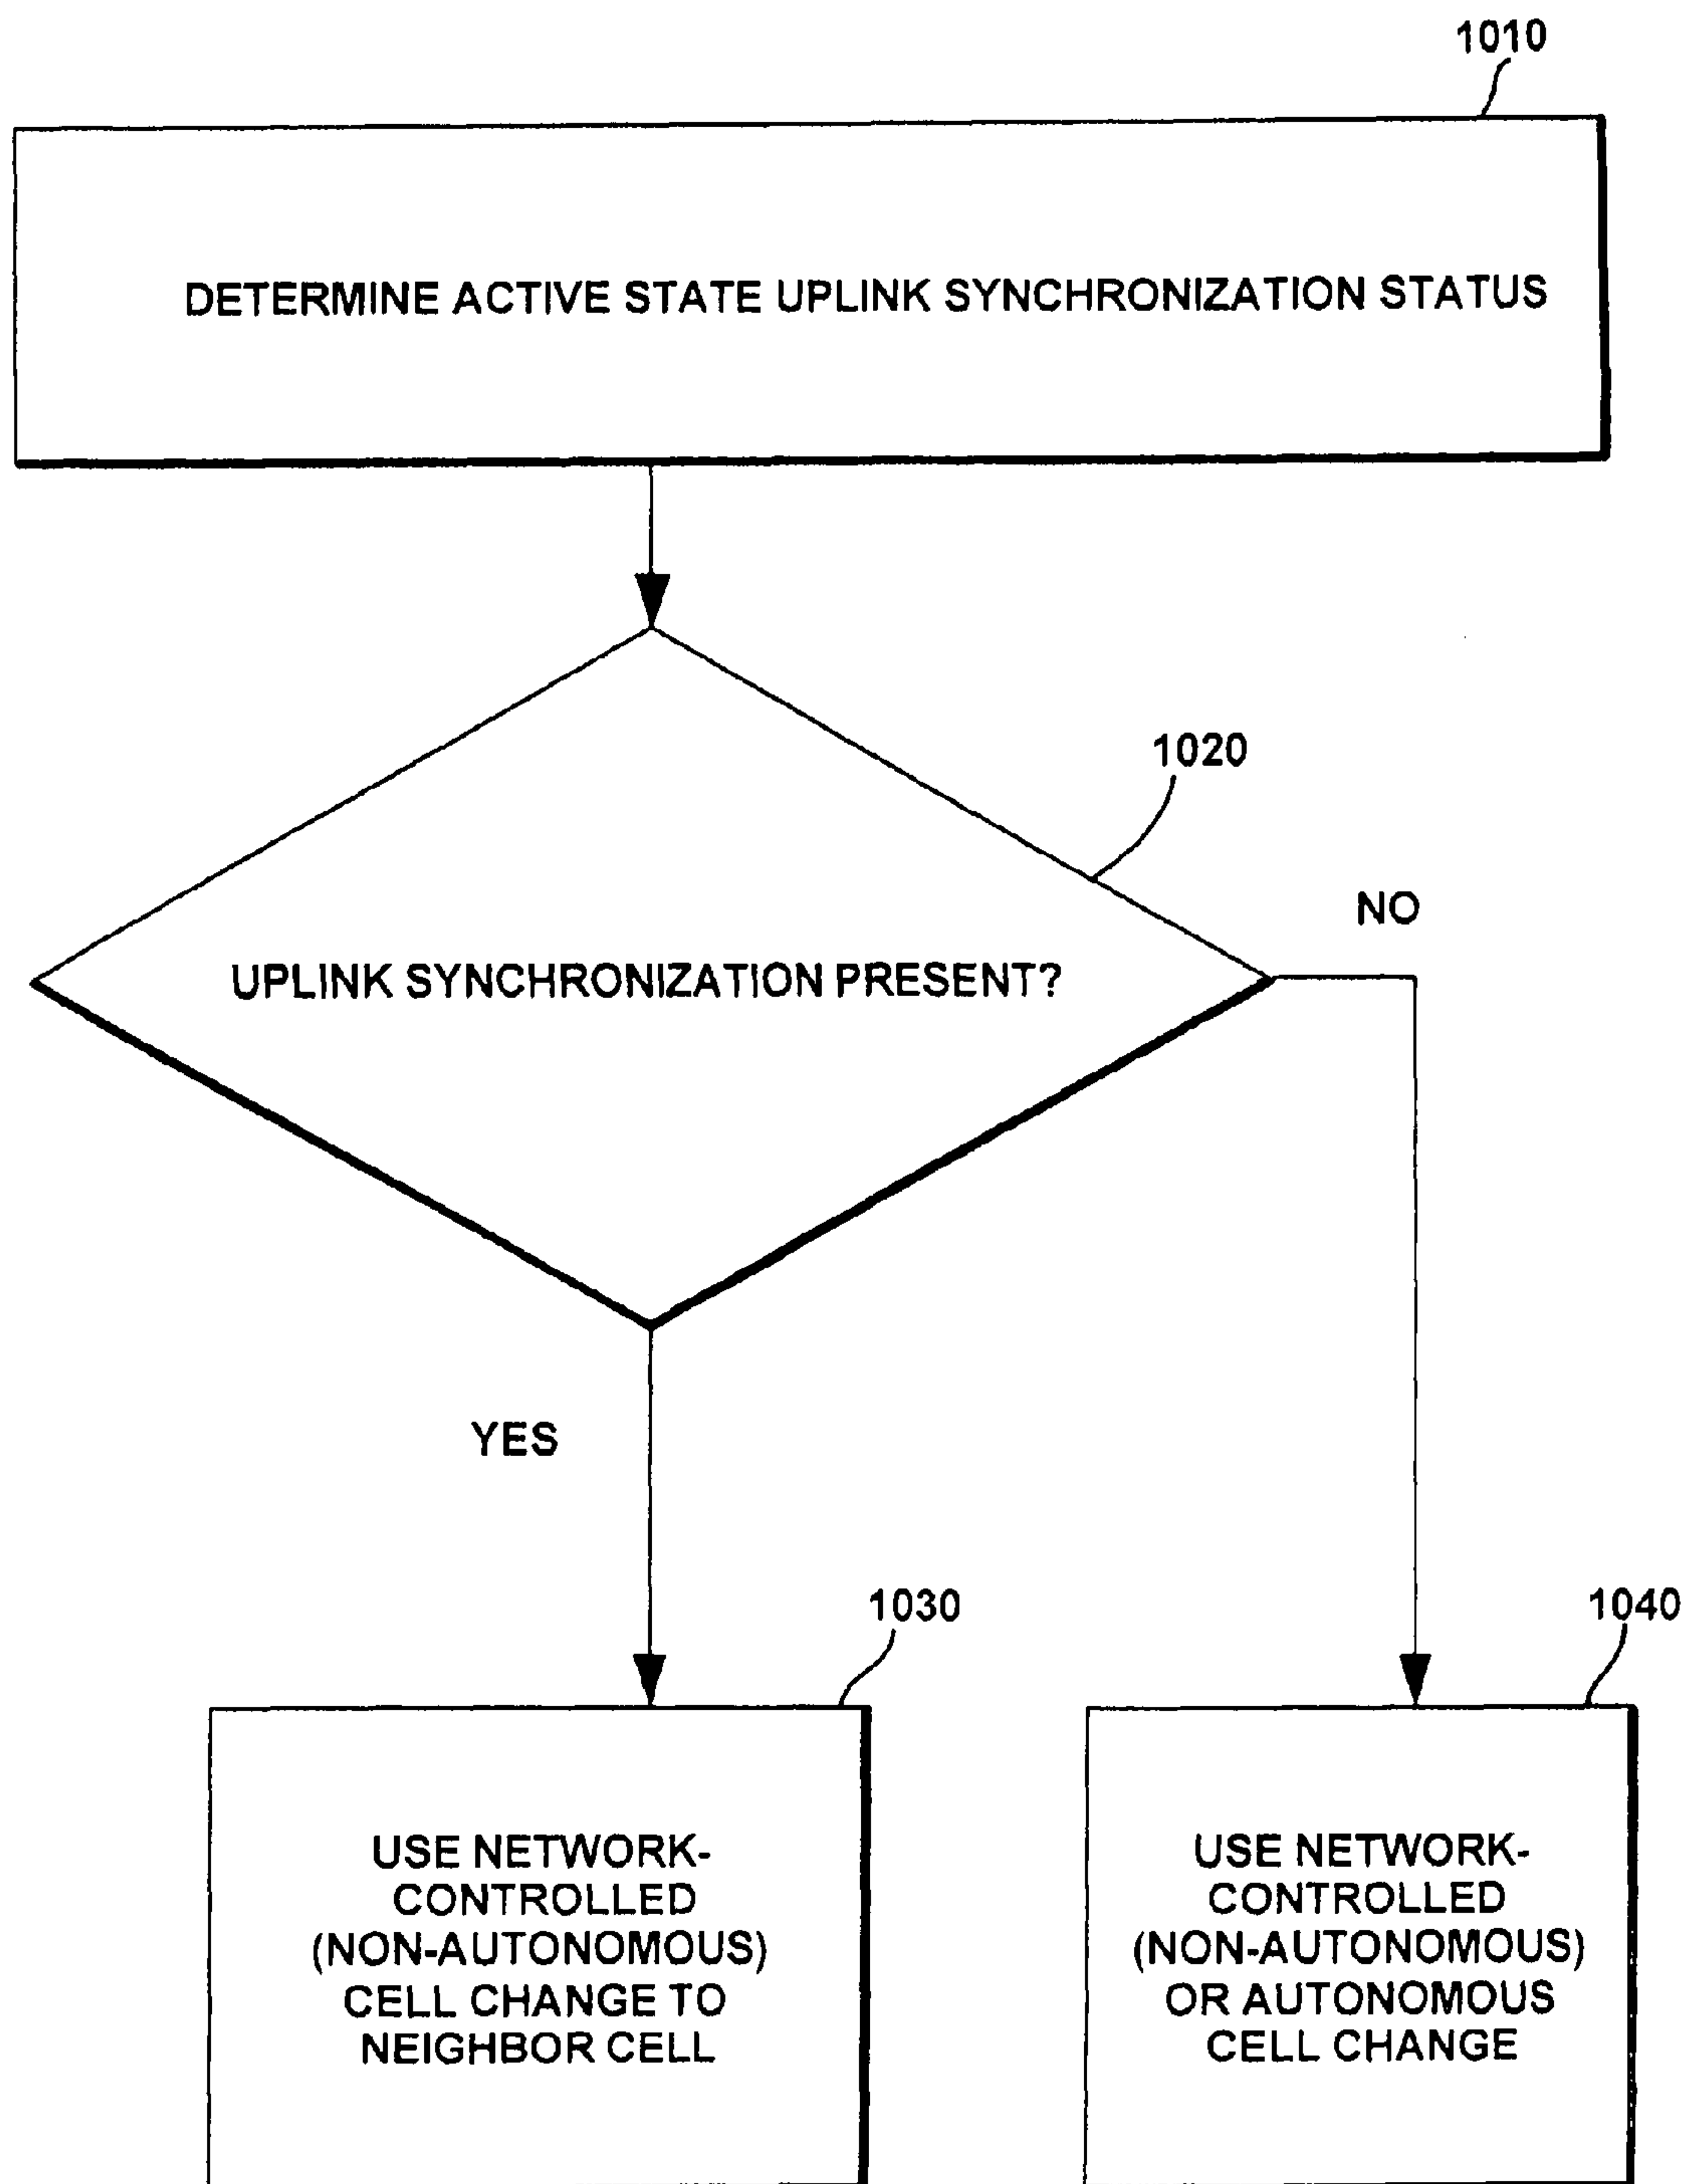 1010
DETERMINE ACTIVE STATE UPLINK SYNCHRONIZATION STATUS
1020
NO
UPLINK SYNCHRONIZATION PRESENT?
YES
1030
1040
USE NETWORK-
CONTROLLED
(NON-AUTONOMOUS)
CELL CHANGE TO
NEIGHBOR CELL
USE NETWORK-
CONTROLLED
(NON-AUTONOMOUS)
OR AUTONOMOUS
CELL CHANGE